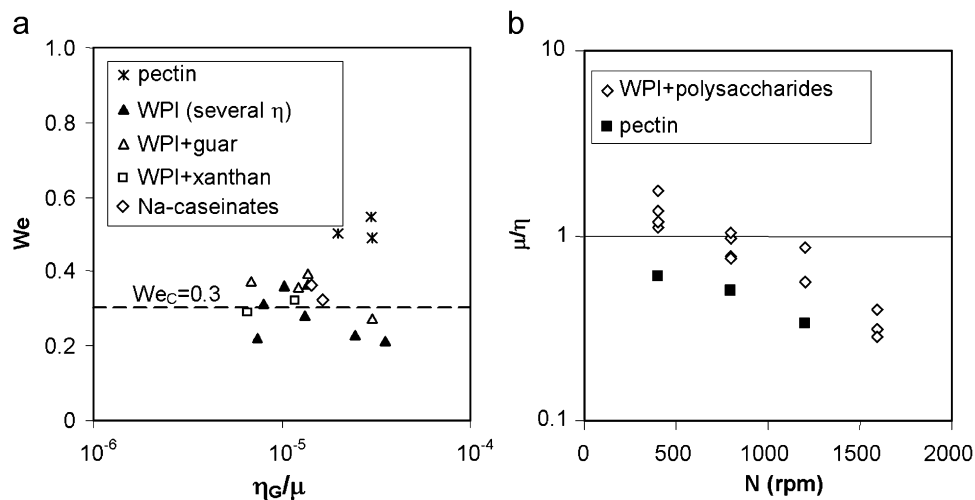 a
We
1.0
0.8
0.6
0.4
0.2
0
pectin
WPI (several η)
WPI+guar
WPI+xanthan
Na-caseinates
We_C=0.3
10^-6
10^-5
10^-4
η_G/μ
b
μ/η
10
1
0.1
WPI+polysaccharides
pectin
0
500
1000
1500
2000
N (rpm)